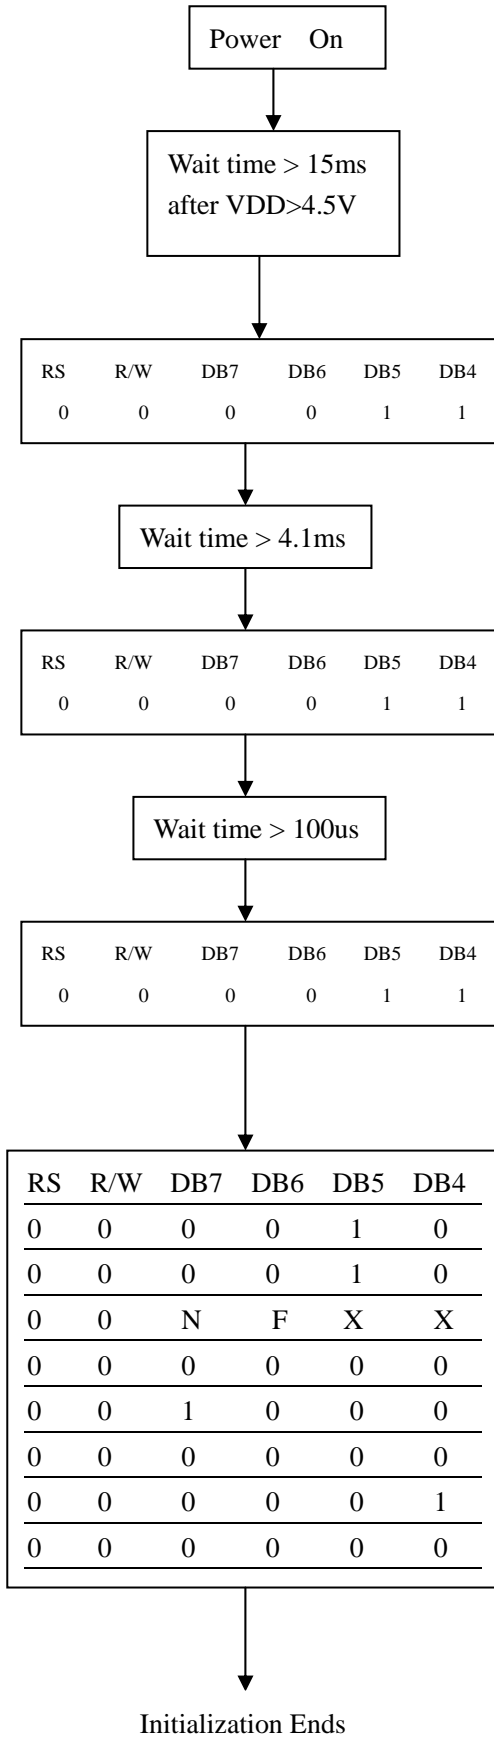 Power On
Wait time > 15ms
after VDD>4.5V
RS R/W DB7 DB6 DB5 DB4
0 0 0 0 1 1
Wait time > 4.1ms
RS R/W DB7 DB6 DB5 DB4
0 0 0 0 1 1
Wait time > 100us
RS R/W DB7 DB6 DB5 DB4
0 0 0 0 1 1
RS R/W DB7 DB6 DB5 DB4
0 0 0 0 1 0
0 0 0 0 1 0
0 0 N F X X
0 0 0 0 0 0
0 0 1 0 0 0
0 0 0 0 0 0
0 0 0 0 0 1
0 0 0 0 0 0
Initialization Ends